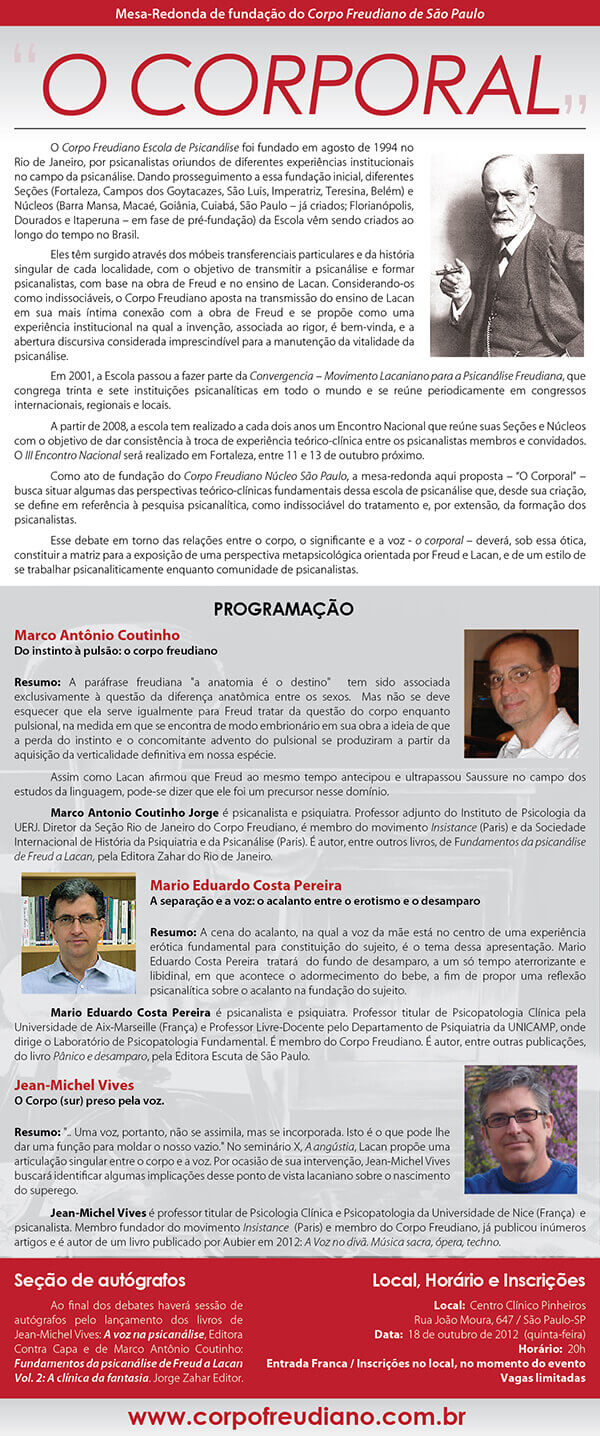 Mesa-Redonda de fundação do Corpo Freudiano de São Paulo
“O CORPORAL”
O Corpo Freudiano Escola de Psicanálise foi fundado em agosto de 1994 no
Rio de Janeiro, por psicanalistas oriundos de diferentes experiências institucionais
no campo da psicanálise. Dando prosseguimento a essa fundação inicial, diferentes
Seções (Fortaleza, Campos dos Goytacazes, São Luis, Imperatriz, Teresina, Belém) e
Núcleos (Barra Mansa, Macaé, Goiânia, Cuiabá, São Paulo – já criados; Florianópolis,
Dourados e Itaperuna – em fase de pré-fundação) da Escola vêm sendo criados ao
longo do tempo no Brasil.
Eles têm surgido através dos móbeis transferenciais particulares e da história
singular de cada localidade, com o objetivo de transmitir a psicanálise e formar
psicanalistas, com base na obra de Freud e no ensino de Lacan. Considerando-os
como indissociáveis, o Corpo Freudiano aposta na transmissão do ensino de Lacan
em sua mais íntima conexão com a obra de Freud e se propõe como uma
experiência institucional na qual a invenção, associada ao rigor, é bem-vinda, e a
abertura discursiva considerada imprescindível para a manutenção da vitalidade da
psicanálise.
Em 2001, a Escola passou a fazer parte da Convergencia – Movimento Lacaniano para a Psicanálise Freudiana, que
congrega trinta e sete instituições psicanalíticas em todo o mundo e se reúne periodicamente em congressos
internacionais, regionais e locais.
A partir de 2008, a escola tem realizado a cada dois anos um Encontro Nacional que reúne suas Seções e Núcleos
com o objetivo de dar consistência à troca de experiência teórico-clínica entre os psicanalistas membros e convidados.
O III Encontro Nacional será realizado em Fortaleza, entre 11 e 13 de outubro próximo.
Como ato de fundação do Corpo Freudiano Núcleo São Paulo, a mesa-redonda aqui proposta – “O Corporal” –
busca situar algumas das perspectivas teórico-clínicas fundamentais dessa escola de psicanálise que, desde sua criação,
se define em referência à pesquisa psicanalítica, como indissociável do tratamento e, por extensão, da formação dos
psicanalistas.
Esse debate em torno das relações entre o corpo, o significante e a voz - o corporal – deverá, sob essa ótica,
constituir a matriz para a exposição de uma perspectiva metapsicológica orientada por Freud e Lacan, e de um estilo de
se trabalhar psicanaliticamente enquanto comunidade de psicanalistas.
PROGRAMAÇÃO
Marco Antônio Coutinho
Do instinto à pulsão: o corpo freudiano
Resumo: A paráfrase freudiana "a anatomia é o destino" tem sido associada
exclusivamente à questão da diferença anatômica entre os sexos. Mas não se deve
esquecer que ela serve igualmente para Freud tratar da questão do corpo enquanto
pulsional, na medida em que se encontra de modo embrionário em sua obra a ideia de que
a perda do instinto e o concomitante advento do pulsional se produziram a partir da
aquisição da verticalidade definitiva em nossa espécie.
Assim como Lacan afirmou que Freud ao mesmo tempo antecipou e ultrapassou Saussure no campo dos
estudos da linguagem, pode-se dizer que ele foi um precursor nesse domínio.
Marco Antonio Coutinho Jorge é psicanalista e psiquiatra. Professor adjunto do Instituto de Psicologia da
UERJ. Diretor da Seção Rio de Janeiro do Corpo Freudiano, é membro do movimento Insistance (Paris) e da Sociedade
Internacional de História da Psiquiatria e da Psicanálise (Paris). É autor, entre outros livros, de Fundamentos da psicanálise
de Freud a Lacan, pela Editora Zahar do Rio de Janeiro.
Mario Eduardo Costa Pereira
A separação e a voz: o acalanto entre o erotismo e o desamparo
Resumo: A cena do acalanto, na qual a voz da mãe está no centro de uma experiência
erótica fundamental para constituição do sujeito, é o tema dessa apresentação. Mario
Eduardo Costa Pereira tratará do fundo de desamparo, a um só tempo aterrorizante e
libidinal, em que acontece o adormecimento do bebe, a fim de propor uma reflexão
psicanalítica sobre o acalanto na fundação do sujeito.
Mario Eduardo Costa Pereira é psicanalista e psiquiatra. Professor titular de Psicopatologia Clínica pela
Universidade de Aix-Marseille (França) e Professor Livre-Docente pelo Departamento de Psiquiatria da UNICAMP, onde
dirige o Laboratório de Psicopatologia Fundamental. É membro do Corpo Freudiano. É autor, entre outras publicações,
do livro Pânico e desamparo, pela Editora Escuta de São Paulo.
Jean-Michel Vives
O Corpo (sur) preso pela voz.
Resumo: ".. Uma voz, portanto, não se assimila, mas se incorporada. Isto é o que pode lhe
dar uma função para moldar o nosso vazio." No seminário X, A angústia, Lacan propõe uma
articulação singular entre o corpo e a voz. Por ocasião de sua intervenção, Jean-Michel Vives
buscará identificar algumas implicações desse ponto de vista lacaniano sobre o nascimento
do superego.
Jean-Michel Vives é professor titular de Psicologia Clínica e Psicopatologia da Universidade de Nice (França) e
psicanalista. Membro fundador do movimento Insistance (Paris) e membro do Corpo Freudiano, já publicou inúmeros
artigos e é autor de um livro publicado por Aubier em 2012: A Voz no divã. Música sacra, ópera, techno.
Seção de autógrafos
Ao final dos debates haverá sessão de
autógrafos pelo lançamento dos livros de
Jean-Michel Vives: A voz na psicanálise, Editora
Contra Capa e de Marco Antônio Coutinho:
Fundamentos da psicanálise de Freud a Lacan
Vol. 2: A clínica da fantasia. Jorge Zahar Editor.
Local, Horário e Inscrições
Local: Centro Clínico Pinheiros
Rua João Moura, 647 / São Paulo-SP
Data: 18 de outubro de 2012 (quinta-feira)
Horário: 20h
Entrada Franca / Inscrições no local, no momento do evento
Vagas limitadas
www.corpofreudiano.com.br